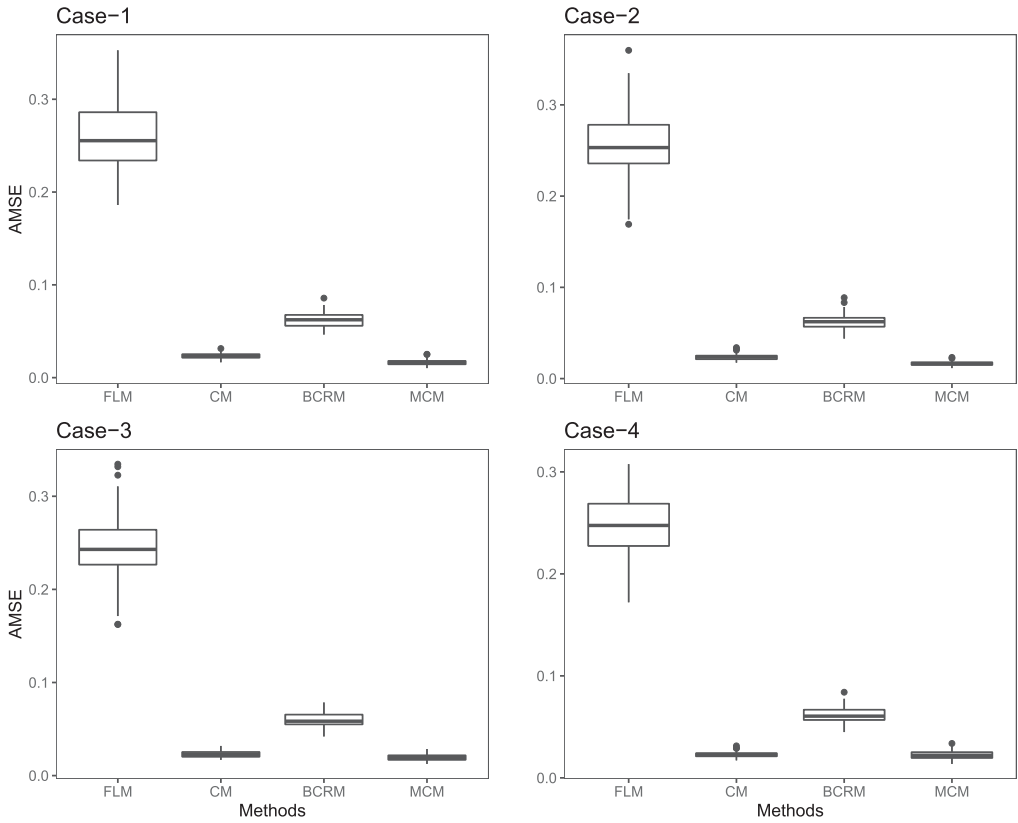 Case−1
AMSE
0.3
0.2
0.1
0.0
FLM CM BCRM MCM
Case−2
0.3
0.2
0.1
0.0
FLM CM BCRM MCM
Case−3
AMSE
0.3
0.2
0.1
0.0
FLM CM BCRM MCM
Methods
Case−4
0.3
0.2
0.1
0.0
FLM CM BCRM MCM
Methods